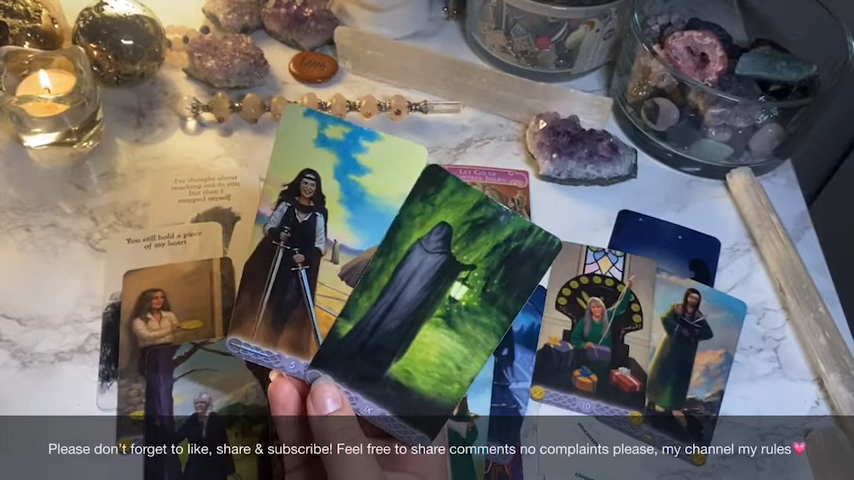 Love
I've thought about
reaching out to you
but then I
stopped myself
You still hold a piece
of my heart
LET GO OF
5
10
Please don't forget to like, share & subscribe! Feel free to share comments no complaints please, my channel my rules💗